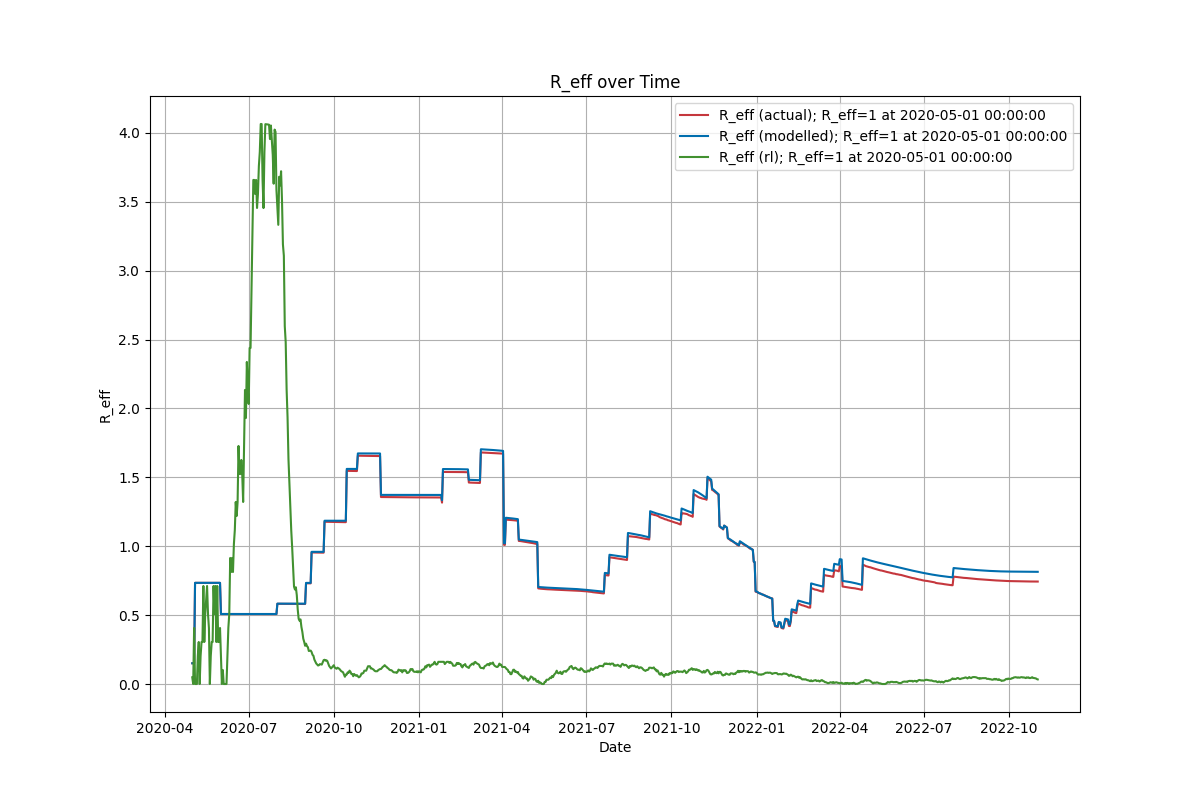 R_eff over Time
R_eff (actual); R_eff=1 at 2020-05-01 00:00:00
R_eff (modelled); R_eff=1 at 2020-05-01 00:00:00
R_eff (rl); R_eff=1 at 2020-05-01 00:00:00
4.0
3.5
3.0
2.5
2.0
1.5
1.0
0.5
0.0
R_eff
2020-04 2020-07 2020-10 2021-01 2021-04 2021-07 2021-10 2022-01 2022-04 2022-07 2022-10
Date